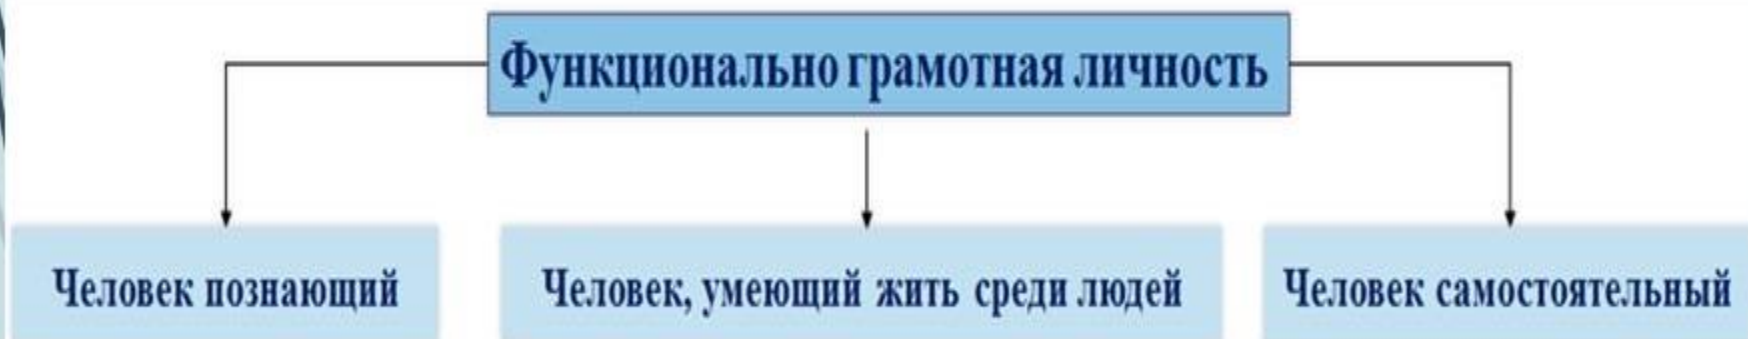 Функционально грамотная личность
Человек познающий
Человек, умеющий жить среди людей
Человек самостоятельный